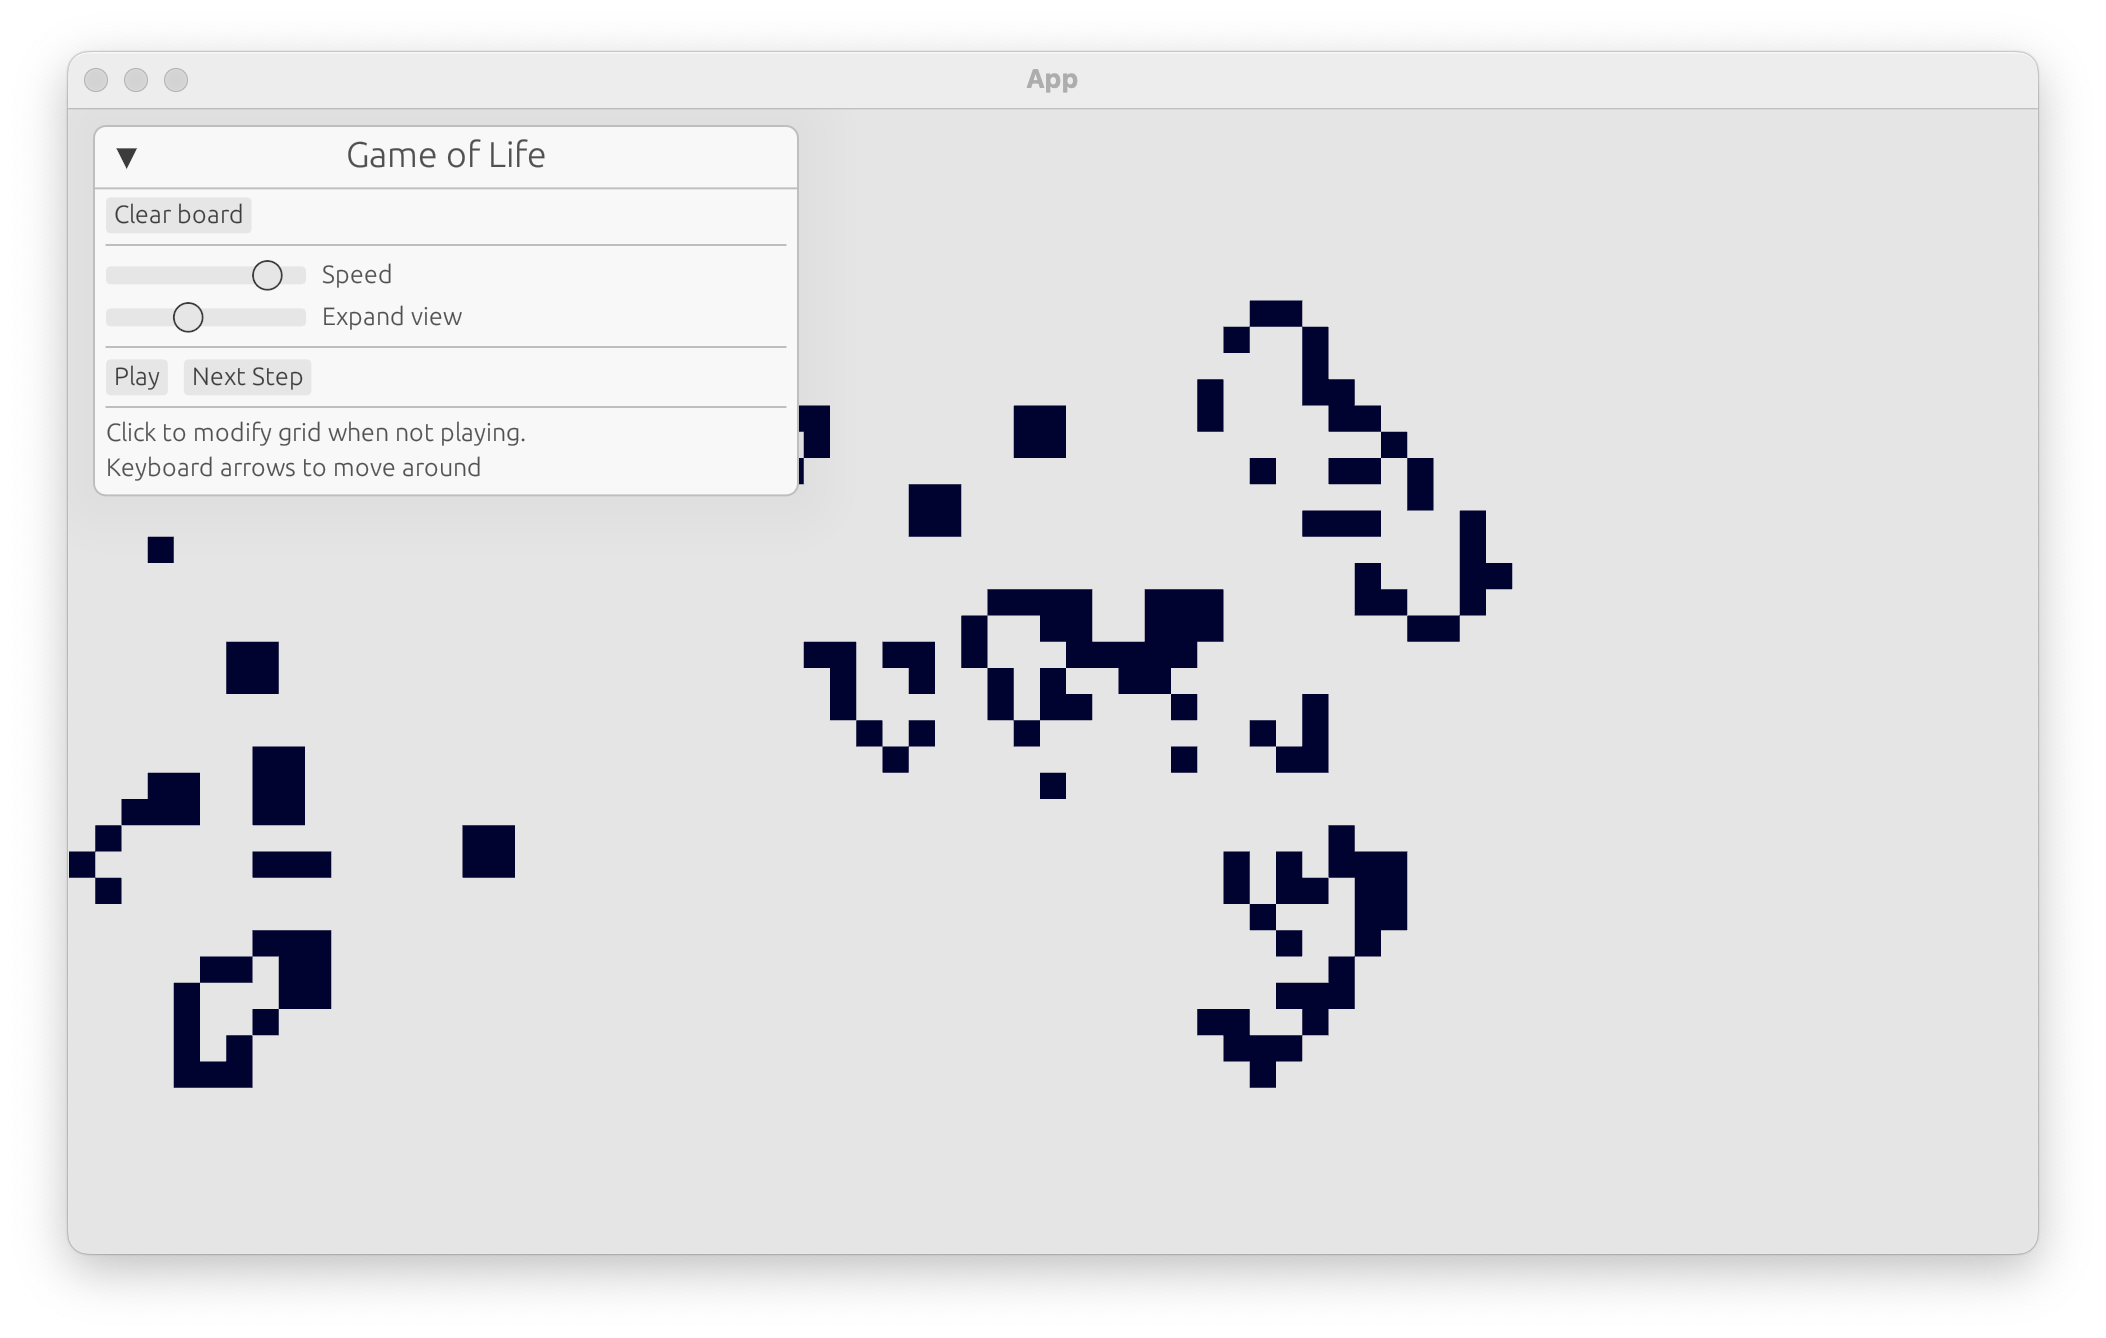 App
▼ Game of Life
Clear board
Speed
Expand view
Play Next Step
Click to modify grid when not playing.
Keyboard arrows to move around